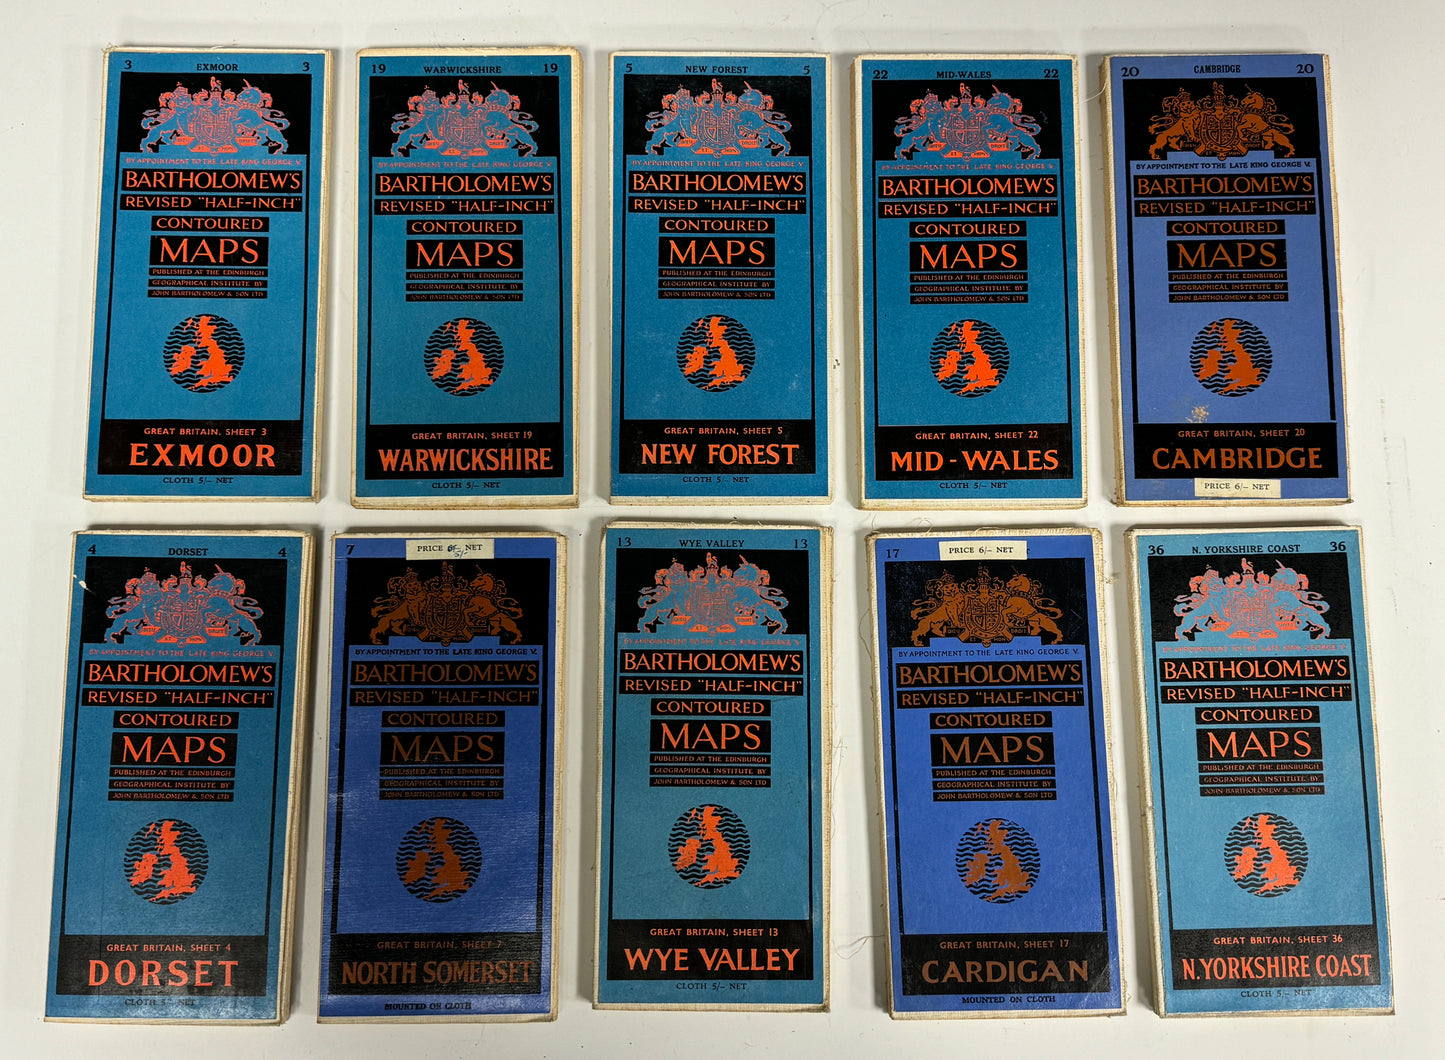 3 EXMOOR 3
BY APPOINTMENT TO THE LATE KING GEORGE V.
BARTHOLOMEW'S
REVISED "HALF-INCH"
CONTOURED
MAPS
PUBLISHED AT THE EDINBURGH
GEOGRAPHICAL INSTITUTE BY
JOHN BARTHOLOMEW & SON LTD
GREAT BRITAIN, SHEET 3
EXMOOR
CLOTH 5/- NET
19 WARWICKSHIRE 19
BY APPOINTMENT TO THE LATE KING GEORGE V.
BARTHOLOMEW'S
REVISED "HALF-INCH"
CONTOURED
MAPS
PUBLISHED AT THE EDINBURGH
GEOGRAPHICAL INSTITUTE BY
JOHN BARTHOLOMEW & SON LTD
GREAT BRITAIN, SHEET 19
WARWICKSHIRE
CLOTH 5/- NET
5 NEW FOREST 5
BY APPOINTMENT TO THE LATE KING GEORGE V.
BARTHOLOMEW'S
REVISED "HALF-INCH"
CONTOURED
MAPS
PUBLISHED AT THE EDINBURGH
GEOGRAPHICAL INSTITUTE BY
JOHN BARTHOLOMEW & SON LTD
GREAT BRITAIN, SHEET 5
NEW FOREST
CLOTH 5/- NET
22 MID-WALES 22
BY APPOINTMENT TO THE LATE KING GEORGE V.
BARTHOLOMEW'S
REVISED "HALF-INCH"
CONTOURED
MAPS
PUBLISHED AT THE EDINBURGH
GEOGRAPHICAL INSTITUTE BY
JOHN BARTHOLOMEW & SON LTD
GREAT BRITAIN, SHEET 22
MID-WALES
CLOTH 5/- NET
20 CAMBRIDGE 20
BY APPOINTMENT TO THE LATE KING GEORGE V.
BARTHOLOMEW'S
REVISED "HALF-INCH"
CONTOURED
MAPS
PUBLISHED AT THE EDINBURGH
GEOGRAPHICAL INSTITUTE BY
JOHN BARTHOLOMEW & SON LTD
GREAT BRITAIN, SHEET 20
CAMBRIDGE
PRICE 6/- NET
4 DORSET 4
BY APPOINTMENT TO THE LATE KING GEORGE V.
BARTHOLOMEW'S
REVISED "HALF-INCH"
CONTOURED
MAPS
PUBLISHED AT THE EDINBURGH
GEOGRAPHICAL INSTITUTE BY
JOHN BARTHOLOMEW & SON LTD
GREAT BRITAIN, SHEET 4
DORSET
CLOTH 5/- NET
7 PRICE 5/- NET
BY APPOINTMENT TO THE LATE KING GEORGE V.
BARTHOLOMEW'S
REVISED "HALF-INCH"
CONTOURED
MAPS
PUBLISHED AT THE EDINBURGH
GEOGRAPHICAL INSTITUTE BY
JOHN BARTHOLOMEW & SON LTD
GREAT BRITAIN, SHEET 7
NORTH SOMERSET
MOUNTED ON CLOTH
13 WYE VALLEY 13
BY APPOINTMENT TO THE LATE KING GEORGE V.
BARTHOLOMEW'S
REVISED "HALF-INCH"
CONTOURED
MAPS
PUBLISHED AT THE EDINBURGH
GEOGRAPHICAL INSTITUTE BY
JOHN BARTHOLOMEW & SON LTD
GREAT BRITAIN, SHEET 13
WYE VALLEY
CLOTH 5/- NET
17 PRICE 6/- NET
BY APPOINTMENT TO THE LATE KING GEORGE V.
BARTHOLOMEW'S
REVISED "HALF-INCH"
CONTOURED
MAPS
PUBLISHED AT THE EDINBURGH
GEOGRAPHICAL INSTITUTE BY
JOHN BARTHOLOMEW & SON LTD
GREAT BRITAIN, SHEET 17
CARDIGAN
MOUNTED ON CLOTH
36 N. YORKSHIRE COAST 36
BY APPOINTMENT TO THE LATE KING GEORGE V.
BARTHOLOMEW'S
REVISED "HALF-INCH"
CONTOURED
MAPS
PUBLISHED AT THE EDINBURGH
GEOGRAPHICAL INSTITUTE BY
JOHN BARTHOLOMEW & SON LTD
GREAT BRITAIN, SHEET 36
N. YORKSHIRE COAST
CLOTH 5/- NET